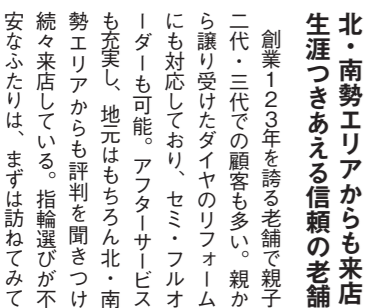 北・南勢エリアからも来店
生涯つきあえる信頼の老舗
創業123年を誇る老舗で親子
二代・三代での顧客も多い。親か
ら譲り受けたダイヤのリフォーム
にも対応しており、セミ・フルオ
ーダーも可能。アフターサービス
も充実し、地元はもちろん北・南
勢エリアからも評判を聞きつけ
続々来店している。指輪選びが不
安なふたりは、まずは訪ねてみて